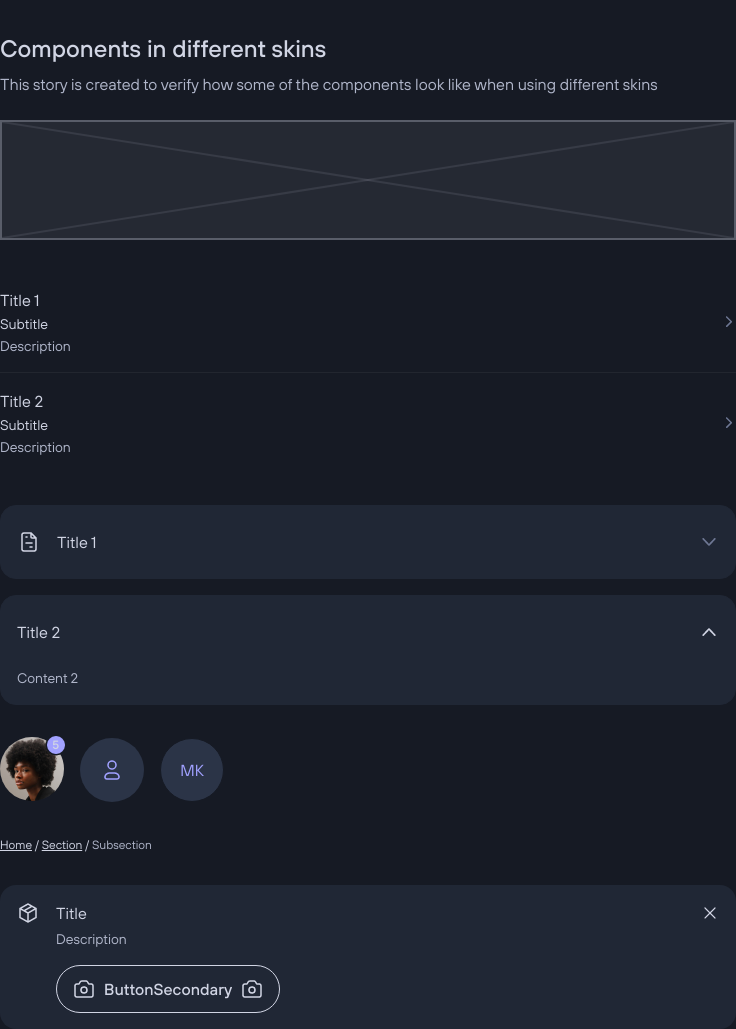 Components in different skins
This story is created to verify how some of the components look like when using different skins
Title 1
Subtitle
Description
Title 2
Subtitle
Description
Title 1
Title 2
Content 2
5
MK
Home / Section / Subsection
Title
Description
ButtonSecondary